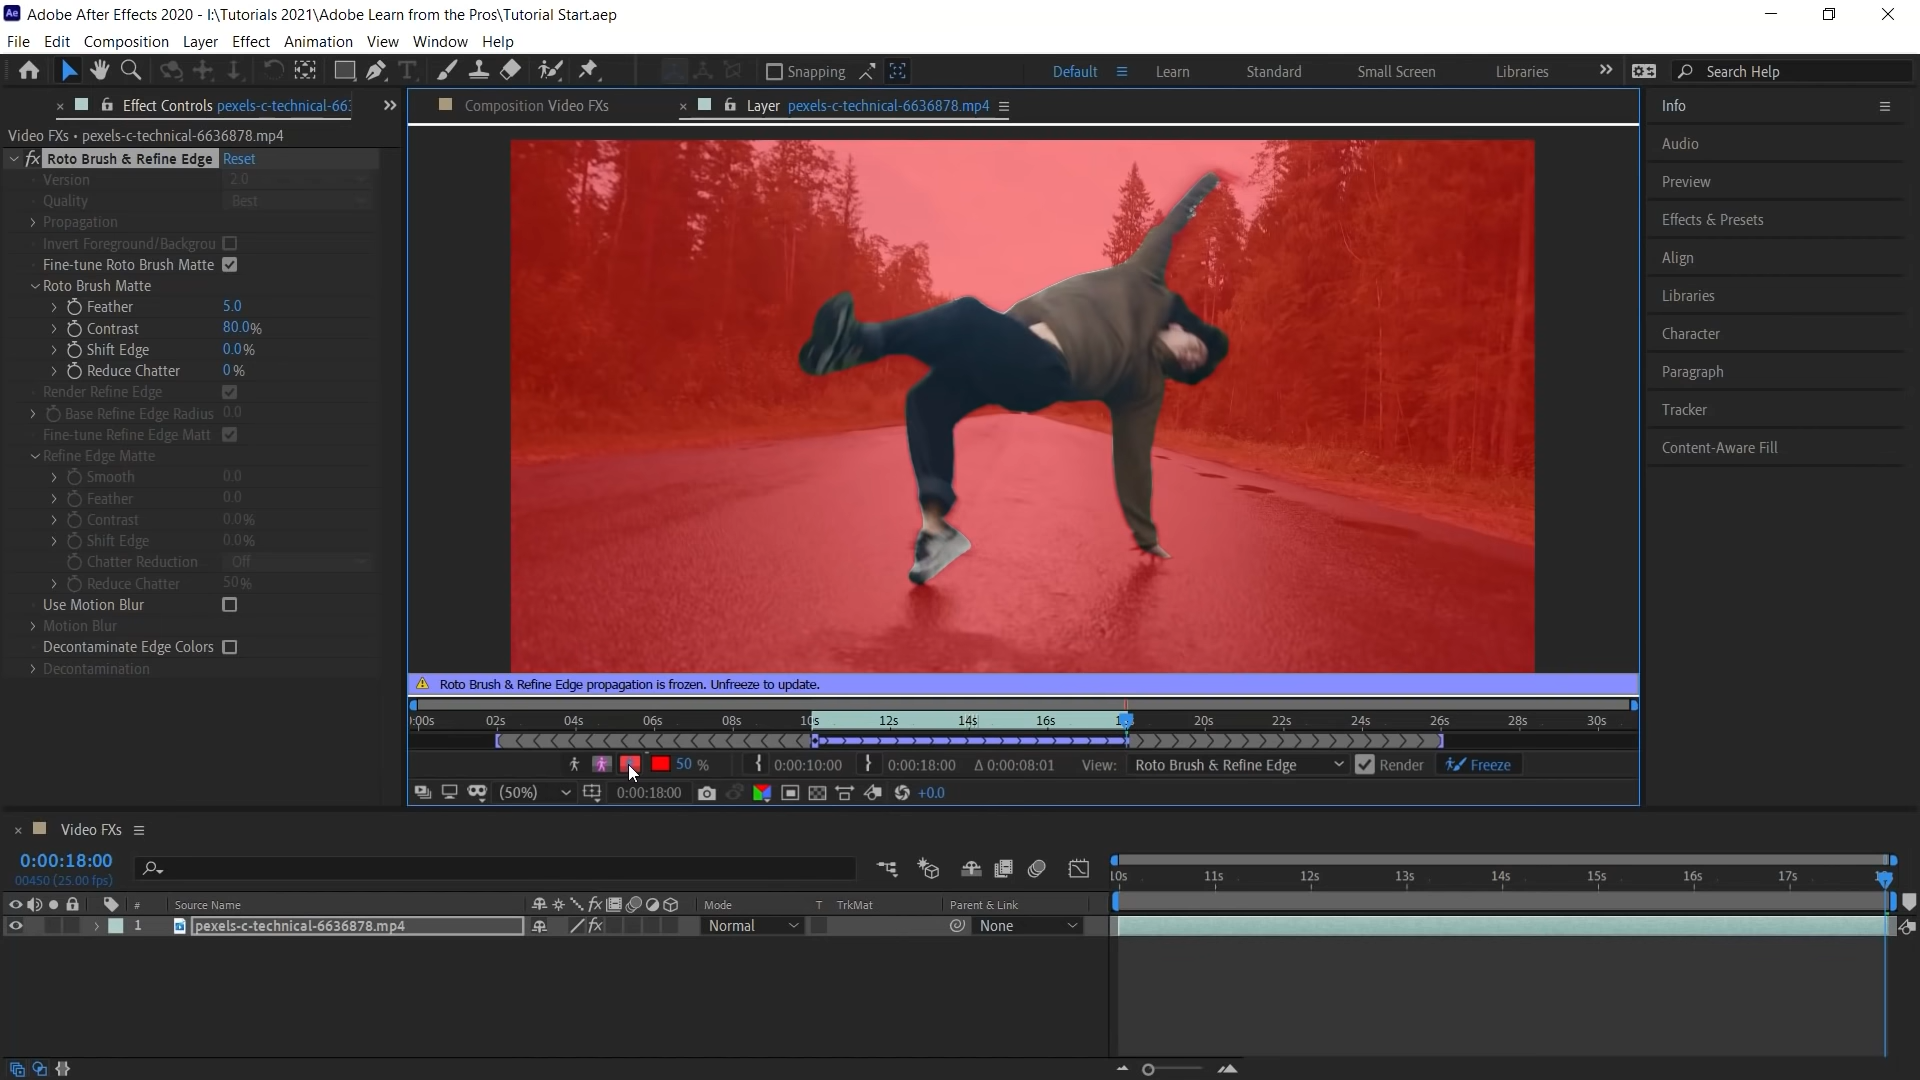 Ae Adobe After Effects 2020 - I:\Tutorials 2021\Adobe Learn from the Pros\Tutorial Start.aep
File Edit Composition Layer Effect Animation View Window Help
Snapping Default Learn Standard Small Screen Libraries Search Help
Effect Controls pexels-c-technical-66
Composition Video FXs
Layer pexels-c-technical-6636878.mp4
Info
Video FXs • pexels-c-technical-6636878.mp4
fx Roto Brush & Refine Edge Reset
Version 2.0
Quality Best
Propagation
Invert Foreground/Backgrou
Fine-tune Roto Brush Matte
Roto Brush Matte
Feather 5.0
Contrast 80.0%
Shift Edge 0.0%
Reduce Chatter 0%
Render Refine Edge
Base Refine Edge Radius 0.0
Fine-tune Refine Edge Matt
Refine Edge Matte
Smooth 0.0
Feather 0.0
Contrast 0.0%
Shift Edge 0.0%
Chatter Reduction Off
Reduce Chatter 50%
Use Motion Blur
Motion Blur
Decontaminate Edge Colors
Decontamination
Audio
Preview
Effects & Presets
Align
Libraries
Character
Paragraph
Tracker
Content-Aware Fill
Roto Brush & Refine Edge propagation is frozen. Unfreeze to update.
:00s 02s 04s 06s 08s 10s 12s 14s 16s 20s 22s 24s 26s 28s 30s
50 % 0:00:10:00 0:00:18:00 Δ 0:00:08:01 View: Roto Brush & Refine Edge Render Freeze
(50%) 0:00:18:00 +0.0
Video FXs
0:00:18:00
00450 (25.00 fps)
10s 11s 12s 13s 14s 15s 16s 17s
# Source Name fx Mode T TrkMat Parent & Link
1 pexels-c-technical-6636878.mp4 fx Normal None